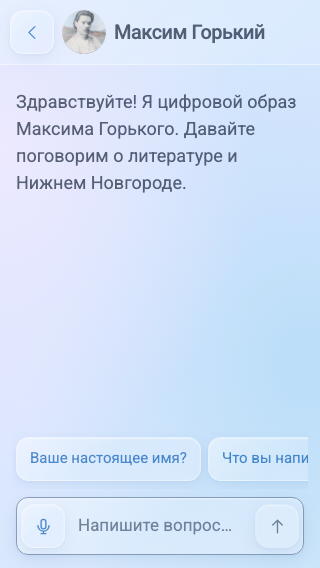 Максим Горький
Здравствуйте! Я цифровой образ
Максима Горького. Давайте
поговорим о литературе и
Нижнем Новгороде.
Ваше настоящее имя?
Что вы напи
Напишите вопрос...